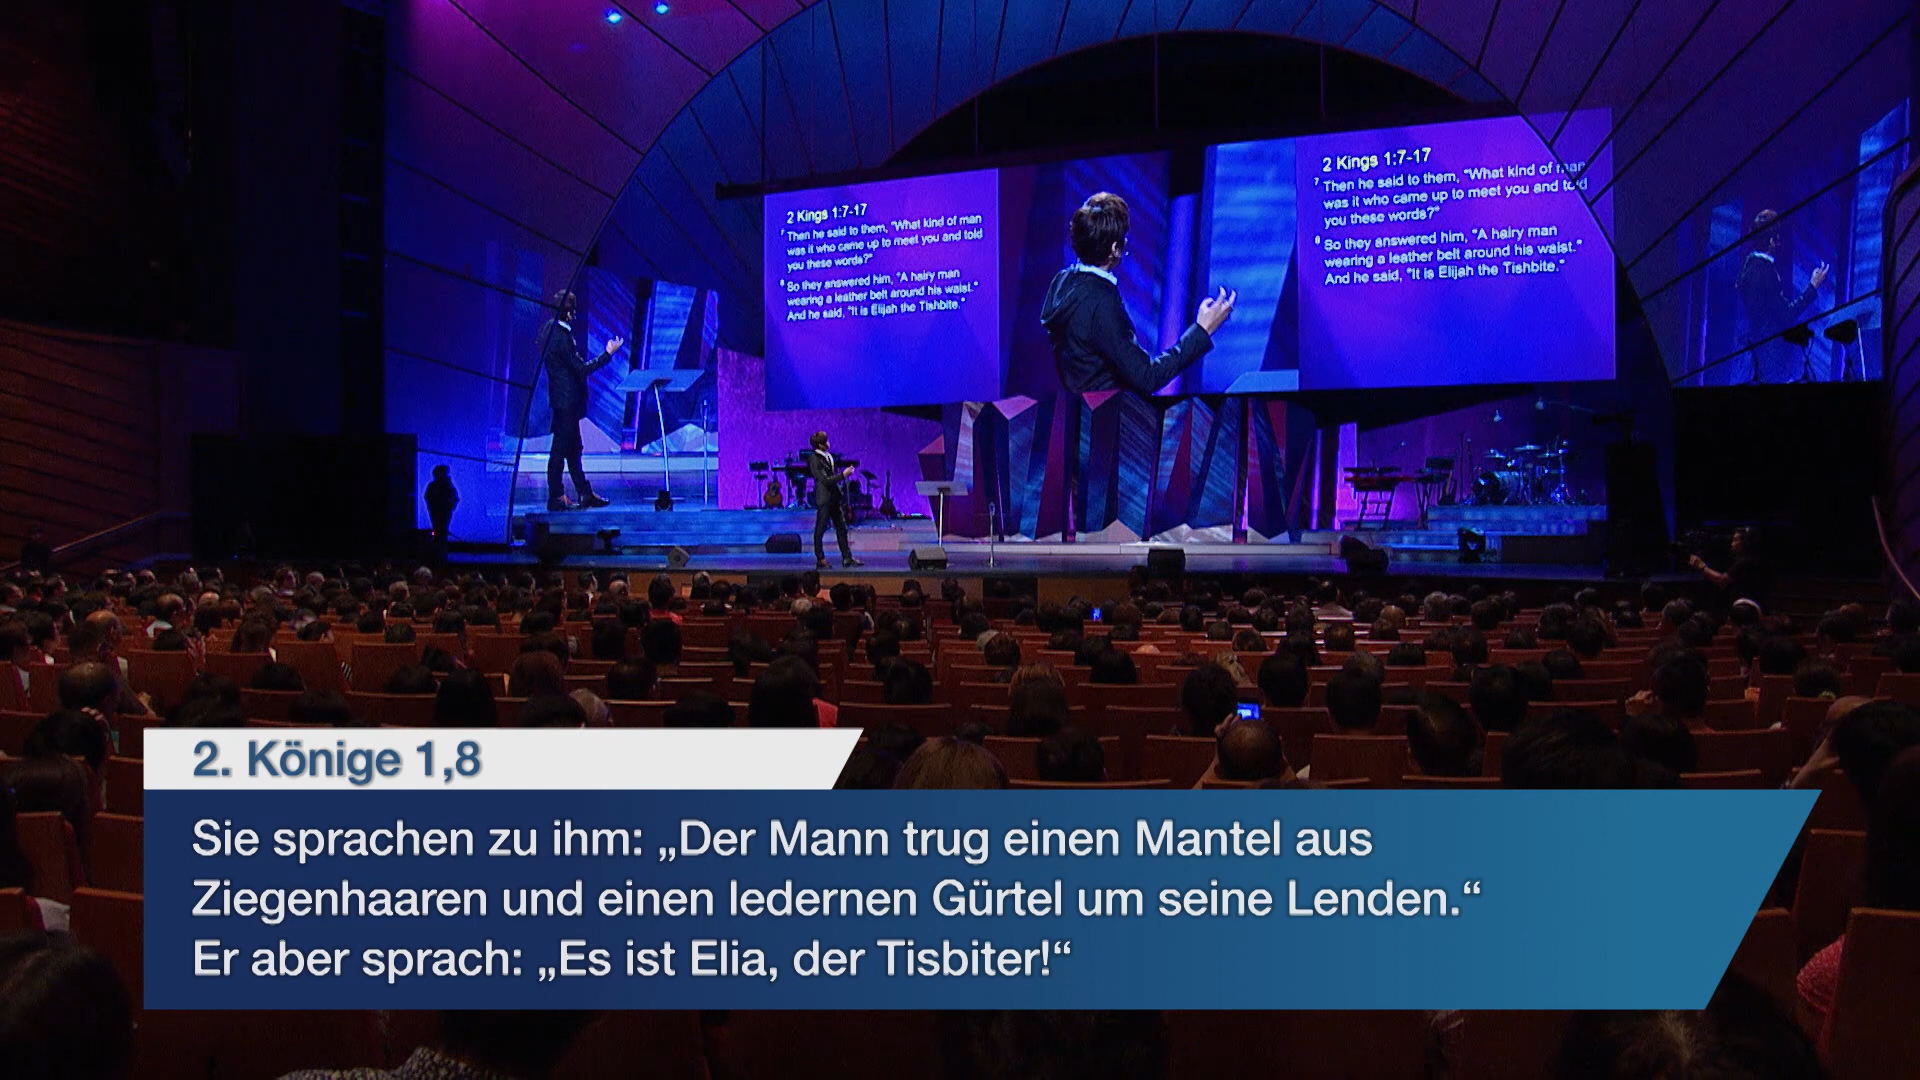 2 Kings 1:7-17
7 Then he said to them, "What kind of man
was it who came up to meet you and told
you these words?"
8 So they answered him, "A hairy man
wearing a leather belt around his waist."
And he said, "It is Elijah the Tishbite."
2 Kings 1:7-17
7 Then he said to them, "What kind of man
was it who came up to meet you and told
you these words?"
8 So they answered him, "A hairy man
wearing a leather belt around his waist."
And he said, "It is Elijah the Tishbite."
2. Könige 1,8
Sie sprachen zu ihm: „Der Mann trug einen Mantel aus
Ziegenhaaren und einen ledernen Gürtel um seine Lenden.“
Er aber sprach: „Es ist Elia, der Tisbiter!“